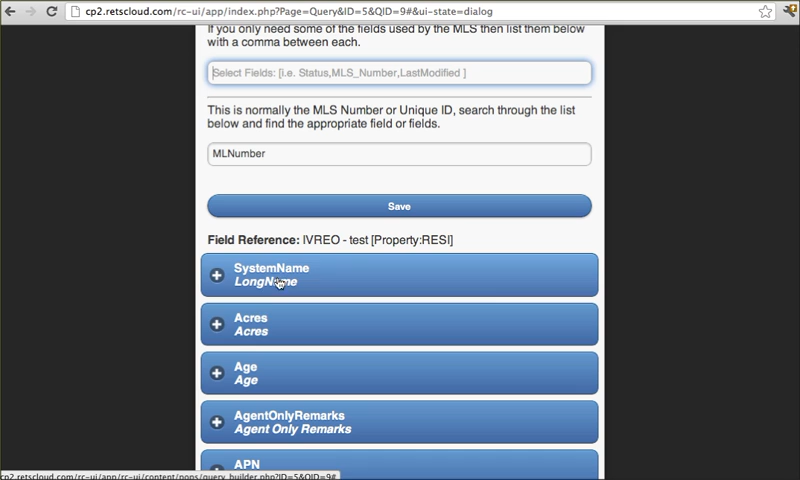 cp2.retscloud.com/rc-ui/app/index.php?Page=Query&ID=5&QID=9#&ui-state=dialog
If you only need some of the fields used by the MLS then list them below
with a comma between each.
Select Fields: [i.e. Status,MLS_Number,LastModified ]
This is normally the MLS Number or Unique ID, search through the list
below and find the appropriate field or fields.
MLNumber
Save
Field Reference: IVREO - test [Property:RESI]
SystemName
LongName
Acres
Acres
Age
Age
AgentOnlyRemarks
Agent Only Remarks
APN
cp2.retscloud.com/rc-ui/app/rc-ui/content/pops/query_builder.php?ID=5&QID=9#